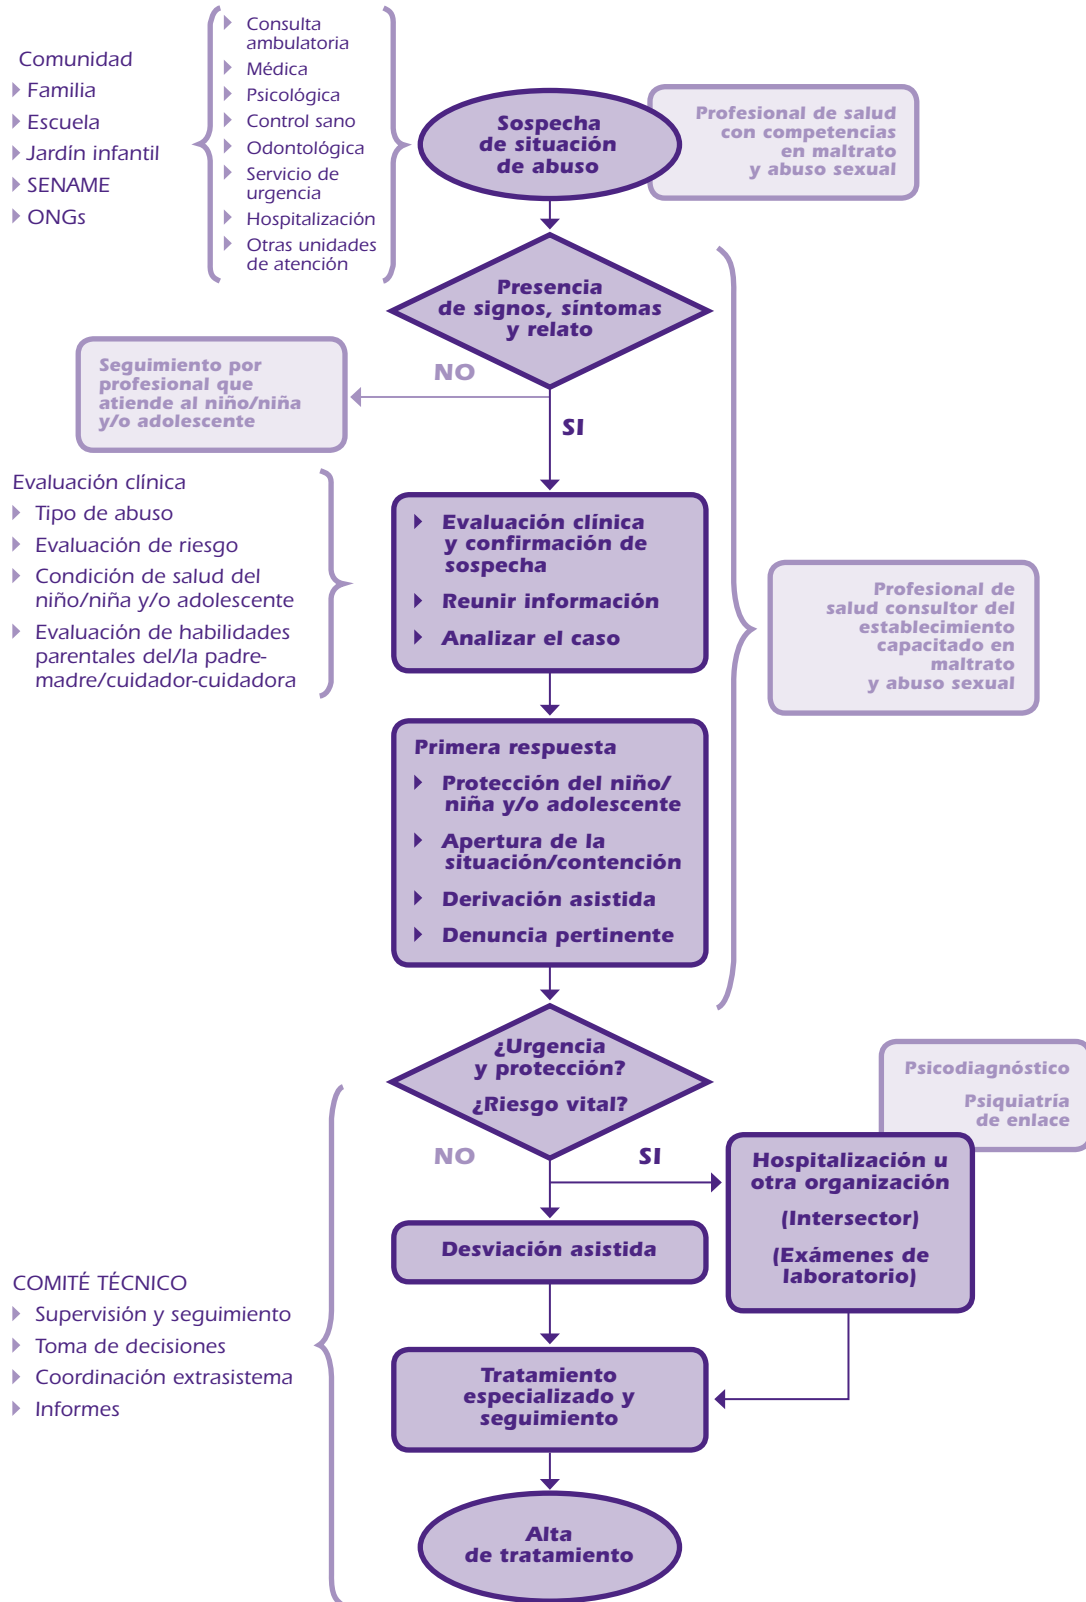 Comunidad
Familia
Escuela
Jardín infantil
SENAME
ONGs
Consulta
ambulatoria
Médica
Psicológica
Control sano
Odontológica
Servicio de
urgencia
Hospitalización
Otras unidades
de atención
Sospecha
de situación
de abuso
Profesional de salud
con competencias
en maltrato
y abuso sexual
Presencia
de signos, síntomas
y relato
NO
SI
Seguimiento por
profesional que
atiende al niño/niña
y/o adolescente
Evaluación clínica
Tipo de abuso
Evaluación de riesgo
Condición de salud del
niño/niña y/o adolescente
Evaluación de habilidades
parentales del/la padre-
madre/cuidador-cuidadora
Evaluación clínica
y confirmación de
sospecha
Reunir información
Analizar el caso
Profesional de
salud consultor del
establecimiento
capacitado en
maltrato
y abuso sexual
Primera respuesta
Protección del niño/
niña y/o adolescente
Apertura de la
situación/contención
Derivación asistida
Denuncia pertinente
¿Urgencia
y protección?
¿Riesgo vital?
NO
SI
Psicodiagnóstico
Psiquiatría
de enlace
Hospitalización u
otra organización
(Intersector)
(Exámenes de
laboratorio)
Desviación asistida
COMITÉ TÉCNICO
Supervisión y seguimiento
Toma de decisiones
Coordinación extrasistema
Informes
Tratamiento
especializado y
seguimiento
Alta
de tratamiento